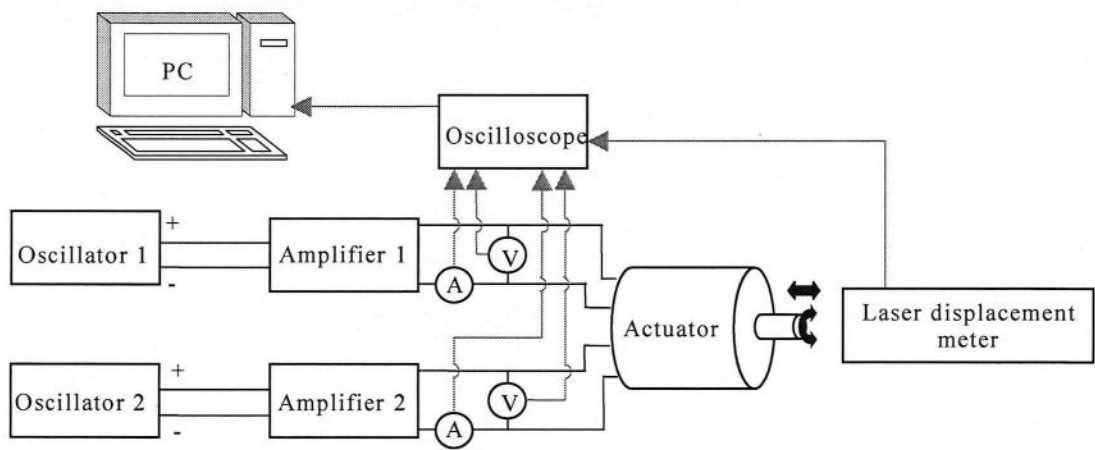 PC
Oscilloscope
+
Oscillator 1
-
Amplifier 1
V
A
Actuator
Laser displacement
meter
+
Oscillator 2
-
Amplifier 2
V
A